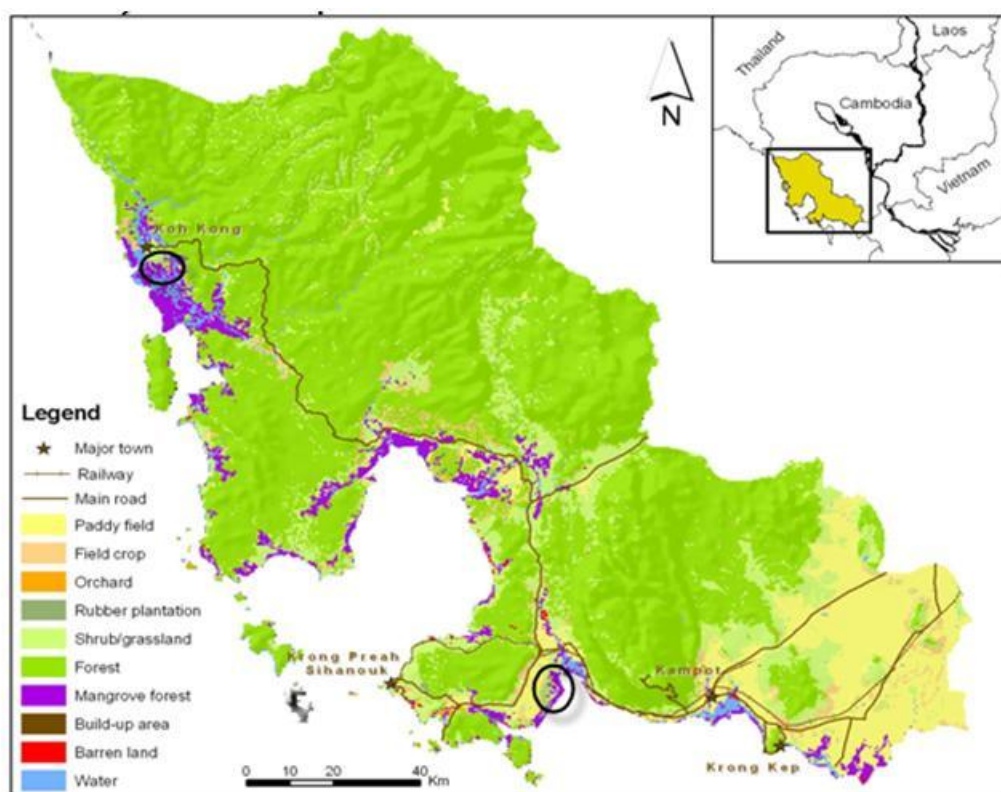 Thailand
Laos
Cambodia
Vietnam
N
Koh Kong
Legend
Major town
Railway
Main road
Paddy field
Field crop
Orchard
Rubber plantation
Shrub/grassland
Forest
Mangrove forest
Build-up area
Barren land
Water
Krong Preah
Sihanouk
Kampot
Krong Kep
0 10 20 40
Km